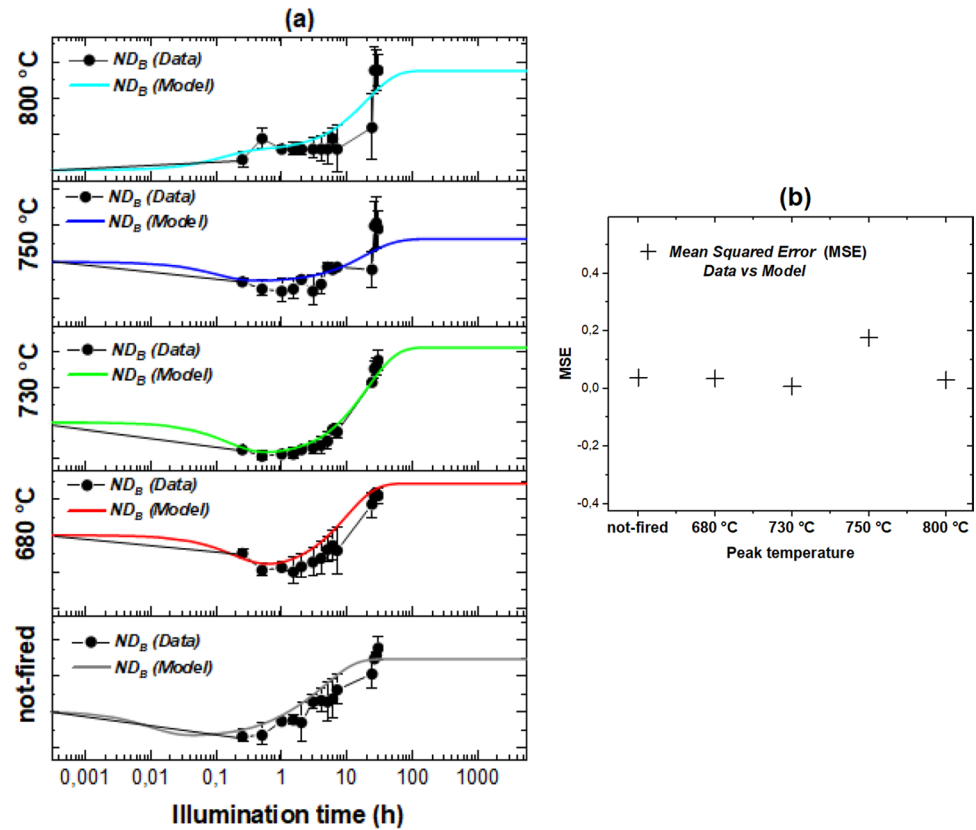 (a)
800 °C
ND_B (Data)
ND_B (Model)
750 °C
ND_B (Data)
ND_B (Model)
730 °C
ND_B (Data)
ND_B (Model)
680 °C
ND_B (Data)
ND_B (Model)
not-fired
ND_B (Data)
ND_B (Model)
0,001 0,01 0,1 1 10 100 1000
Illumination time (h)
(b)
Mean Squared Error (MSE)
Data vs Model
MSE
0,4
0,2
0,0
-0,2
-0,4
not-fired 680 °C 730 °C 750 °C 800 °C
Peak temperature